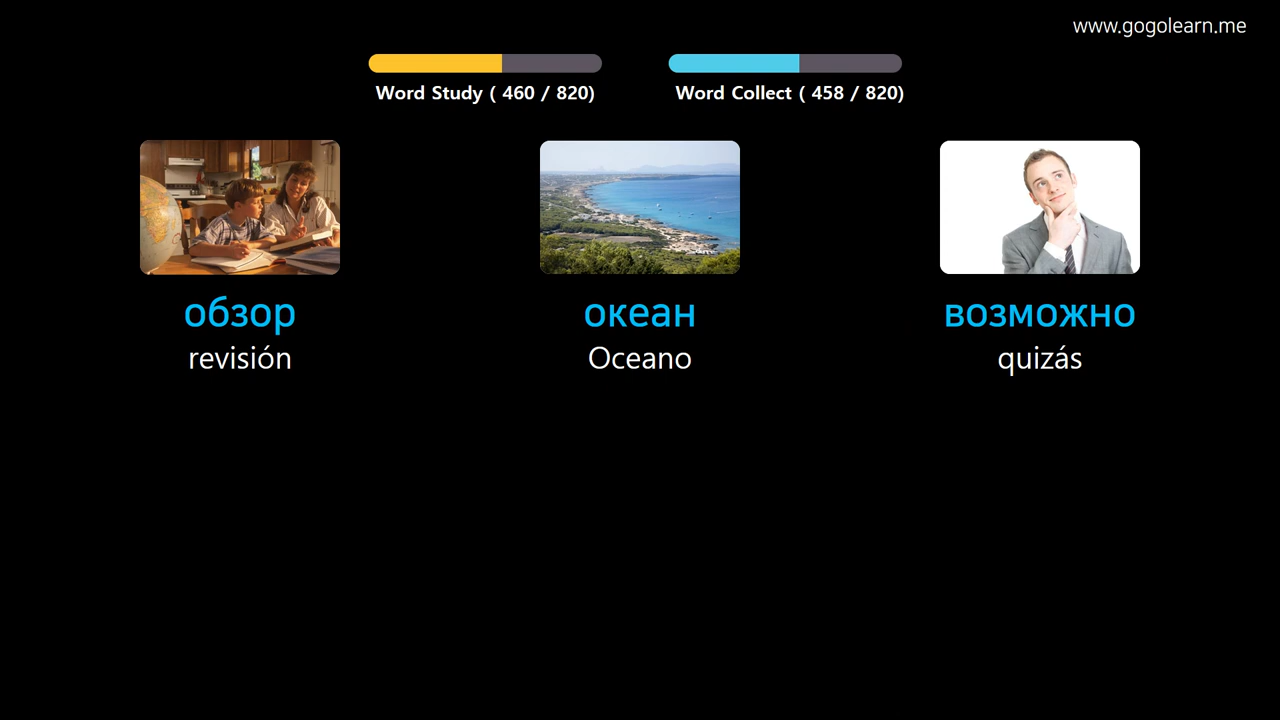 www.gogolearn.me
Word Study ( 460 / 820)
Word Collect ( 458 / 820)
обзор
океан
возможно
revisión
Oceano
quizás